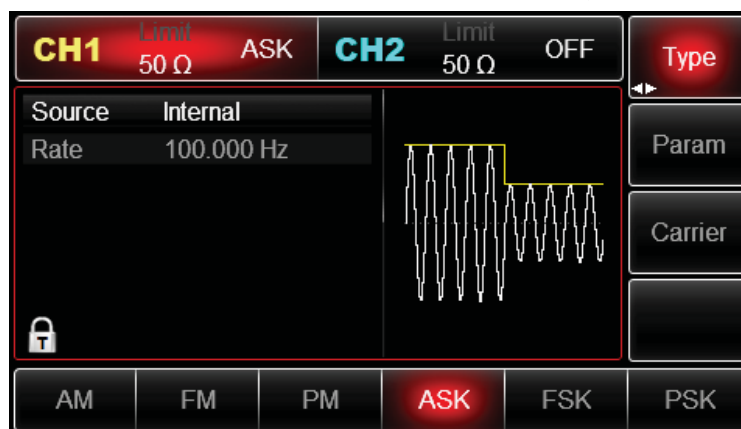 CH1 Limit 50 Ω ASK CH2 Limit 50 Ω OFF Type
Source Internal
Rate 100.000 Hz
Param
Carrier
T
AM FM PM ASK FSK PSK